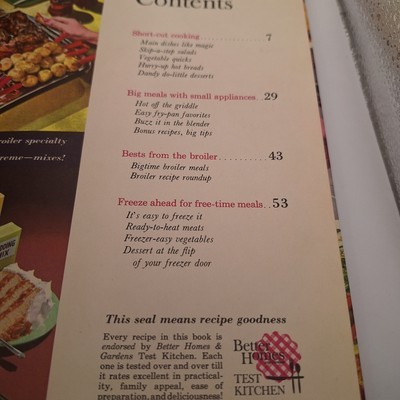 Contents
Short-cut cooking..................7
Main dishes like magic
Skip-a-step salads
Vegetable quicks
Hurry-up hot breads
Dandy do-little desserts
Big meals with small appliances..29
Hot off the griddle
Easy fry-pan favorites
Buzz it in the blender
Bonus recipes, big tips
Bests from the broiler..........43
Bigtime broiler meals
Broiler recipe roundup
Freeze ahead for free-time meals..53
It's easy to freeze it
Ready-to-heat meats
Freezer-easy vegetables
Dessert at the flip
of your freezer door
This seal means recipe goodness
Every recipe in this book is
endorsed by Better Homes &
Gardens Test Kitchen. Each
one is tested over and over till
it rates excellent in practical-
ity, family appeal, ease of
preparation, and deliciousness!
Better
Homes
TEST
KITCHEN
oiler specialty
reme—mixes!
MIX